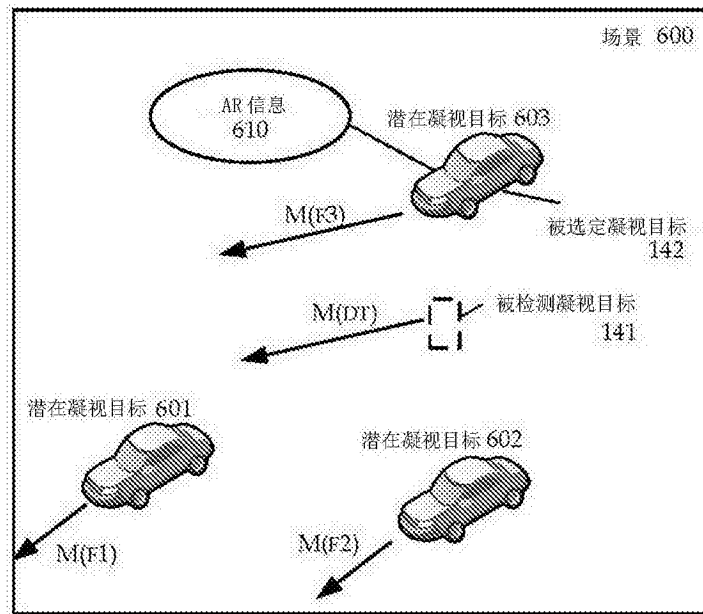 场景 600
AR 信息
610
潜在凝视目标 603
M(F3)
被选定凝视目标
142
M(DT)
被检测凝视目标
141
潜在凝视目标 601
潜在凝视目标 602
M(F1)
M(F2)